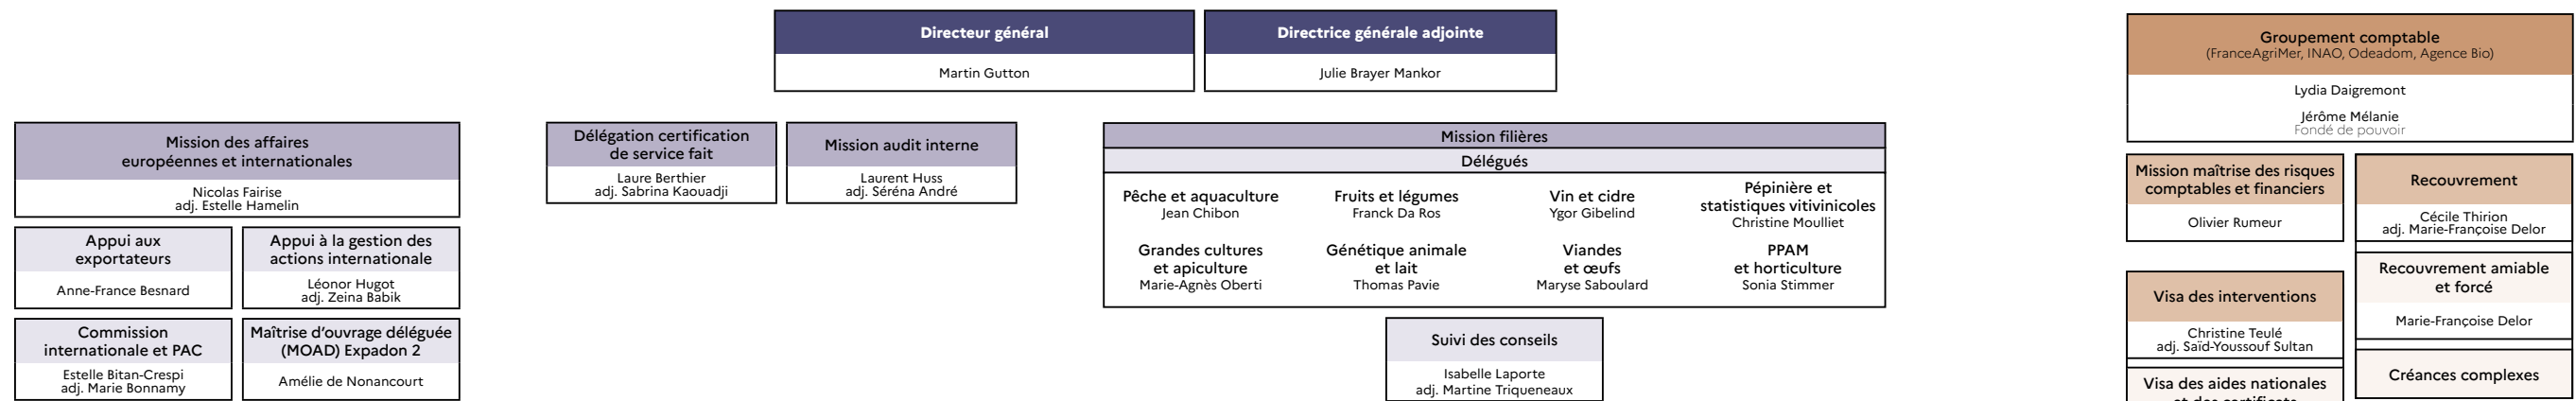 Directeur général
Martin Gutton
Directrice générale adjointe
Julie Brayer Mankor
Groupement comptable
(FranceAgriMer, INAO, Odeadom, Agence Bio)
Lydia Daigremont
Jérôme Mélanie
Fondé de pouvoir
Mission des affaires
européennes et internationales
Nicolas Fairise
adj. Estelle Hamelin
Appui aux
exportateurs
Anne-France Besnard
Appui à la gestion des
actions internationale
Léonor Hugot
adj. Zeina Babik
Commission
internationale et PAC
Estelle Bitan-Crespi
adj. Marie Bonnamy
Maîtrise d'ouvrage déléguée
(MOAD) Expadon 2
Amélie de Nonancourt
Délégation certification
de service fait
Laure Berthier
adj. Sabrina Kaouadji
Mission audit interne
Laurent Huss
adj. Séréna André
Mission filières
Délégués
Pêche et aquaculture
Jean Chibon
Fruits et légumes
Franck Da Ros
Vin et cidre
Ygor Gibelind
Pépinière et
statistiques vitivinicoles
Christine Moulliet
Grandes cultures
et apiculture
Marie-Agnès Oberti
Génétique animale
et lait
Thomas Pavie
Viandes
et œufs
Maryse Saboulard
PPAM
et horticulture
Sonia Stimmer
Suivi des conseils
Isabelle Laporte
adj. Martine Triqueneaux
Mission maîtrise des risques
comptables et financiers
Olivier Rumeur
Visa des interventions
Christine Teulé
adj. Saïd-Youssouf Sultan
Visa des aides nationales
et des certificats
Recouvrement
Cécile Thirion
adj. Marie-Françoise Delor
Recouvrement amiable
et forcé
Marie-Françoise Delor
Créances complexes